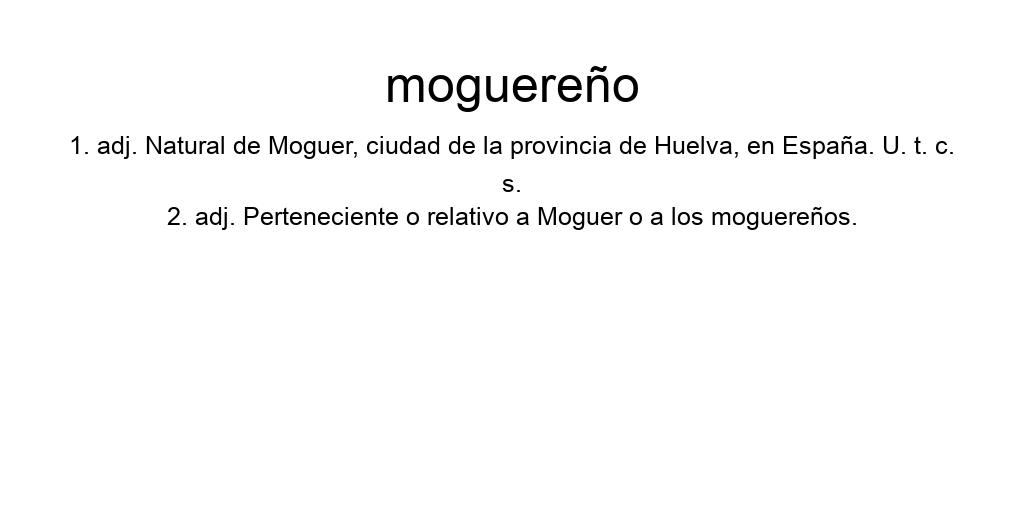 moguereño
1. adj. Natural de Moguer, ciudad de la provincia de Huelva, en España. U. t. c.
s.
2. adj. Perteneciente o relativo a Moguer o a los moguereños.